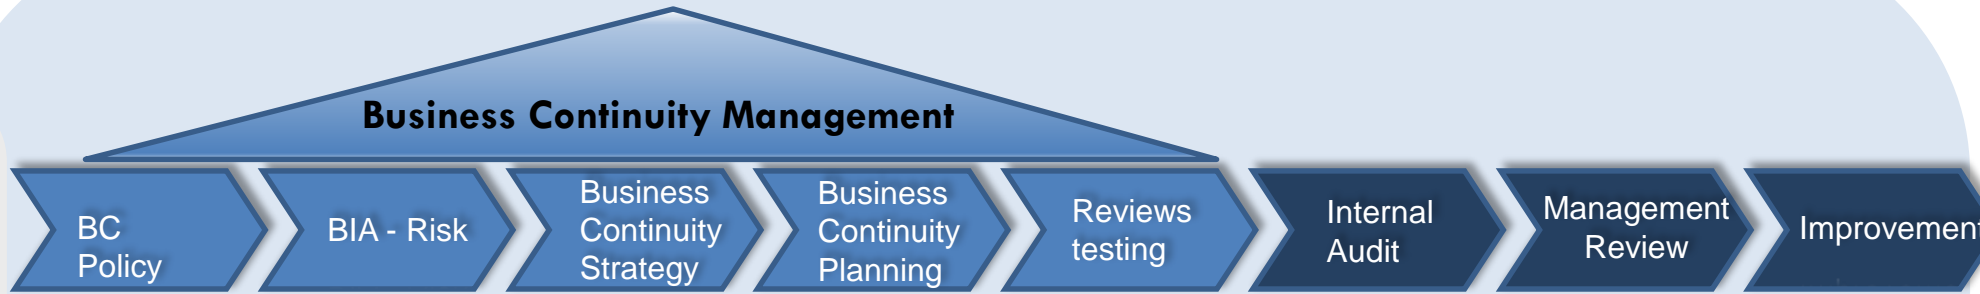 Business Continuity Management
BC
Policy
BIA - Risk
Business
Continuity
Strategy
Business
Continuity
Planning
Reviews
testing
Internal
Audit
Management
Review
Improvement